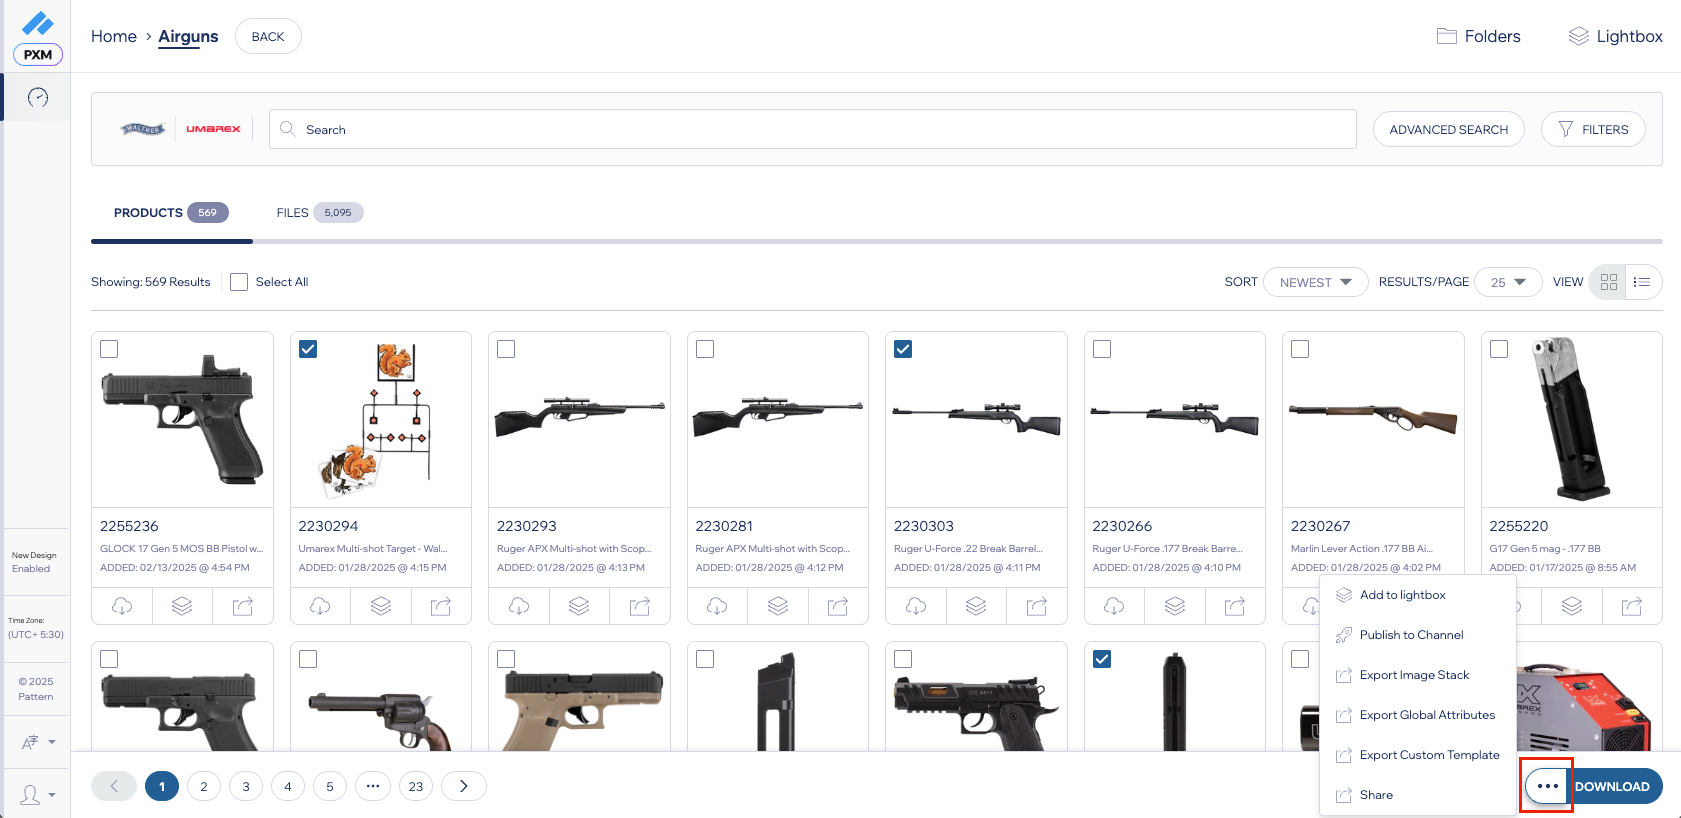 PXM
Home > Airguns
BACK
Folders
Lightbox
WALTHER
UMAREX
Search
ADVANCED SEARCH
FILTERS
PRODUCTS 569
FILES 5,095
Showing: 569 Results
Select All
SORT NEWEST
RESULTS/PAGE 25
VIEW
2255236
GLOCK 17 Gen 5 MOS BB Pistol w...
ADDED: 02/13/2025 @ 4:54 PM
2230294
Umarex Multi-shot Target - Wal...
ADDED: 01/28/2025 @ 4:15 PM
2230293
Ruger APX Multi-shot with Scop...
ADDED: 01/28/2025 @ 4:13 PM
2230281
Ruger APX Multi-shot with Scop...
ADDED: 01/28/2025 @ 4:12 PM
2230303
Ruger U-Force .22 Break Barrel...
ADDED: 01/28/2025 @ 4:11 PM
2230266
Ruger U-Force .177 Break Barre...
ADDED: 01/28/2025 @ 4:10 PM
2230267
Marlin Lever Action .177 BB Ai...
ADDED: 01/28/2025 @ 4:02 PM
2255220
G17 Gen 5 mag - .177 BB
ADDED: 01/17/2025 @ 8:55 AM
New Design
Enabled
Time Zone:
(UTC+ 5:30)
© 2025
Pattern
Add to lightbox
Publish to Channel
Export Image Stack
Export Global Attributes
Export Custom Template
Share
1 2 3 4 5 ... 23
... DOWNLOAD